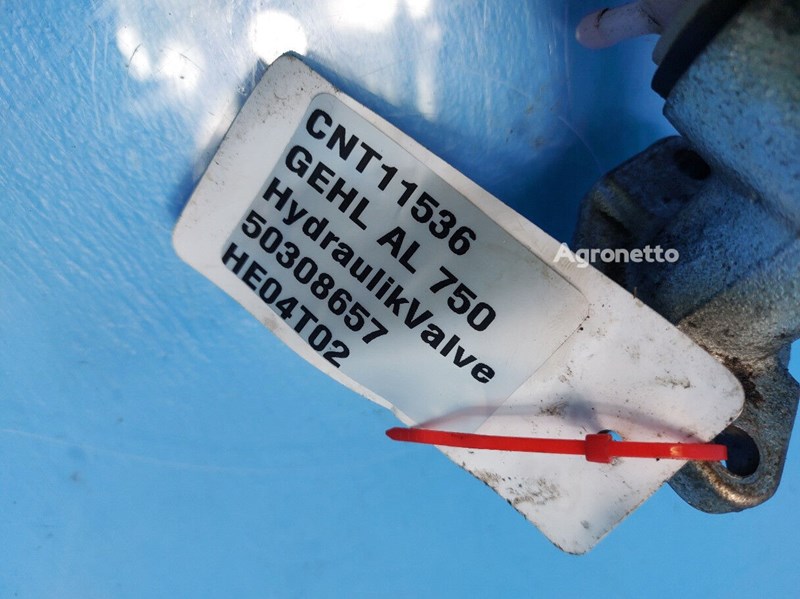 CNT11536
GEHL AL 750
HydraulikValve
50308657
HE04T02
Agronetto